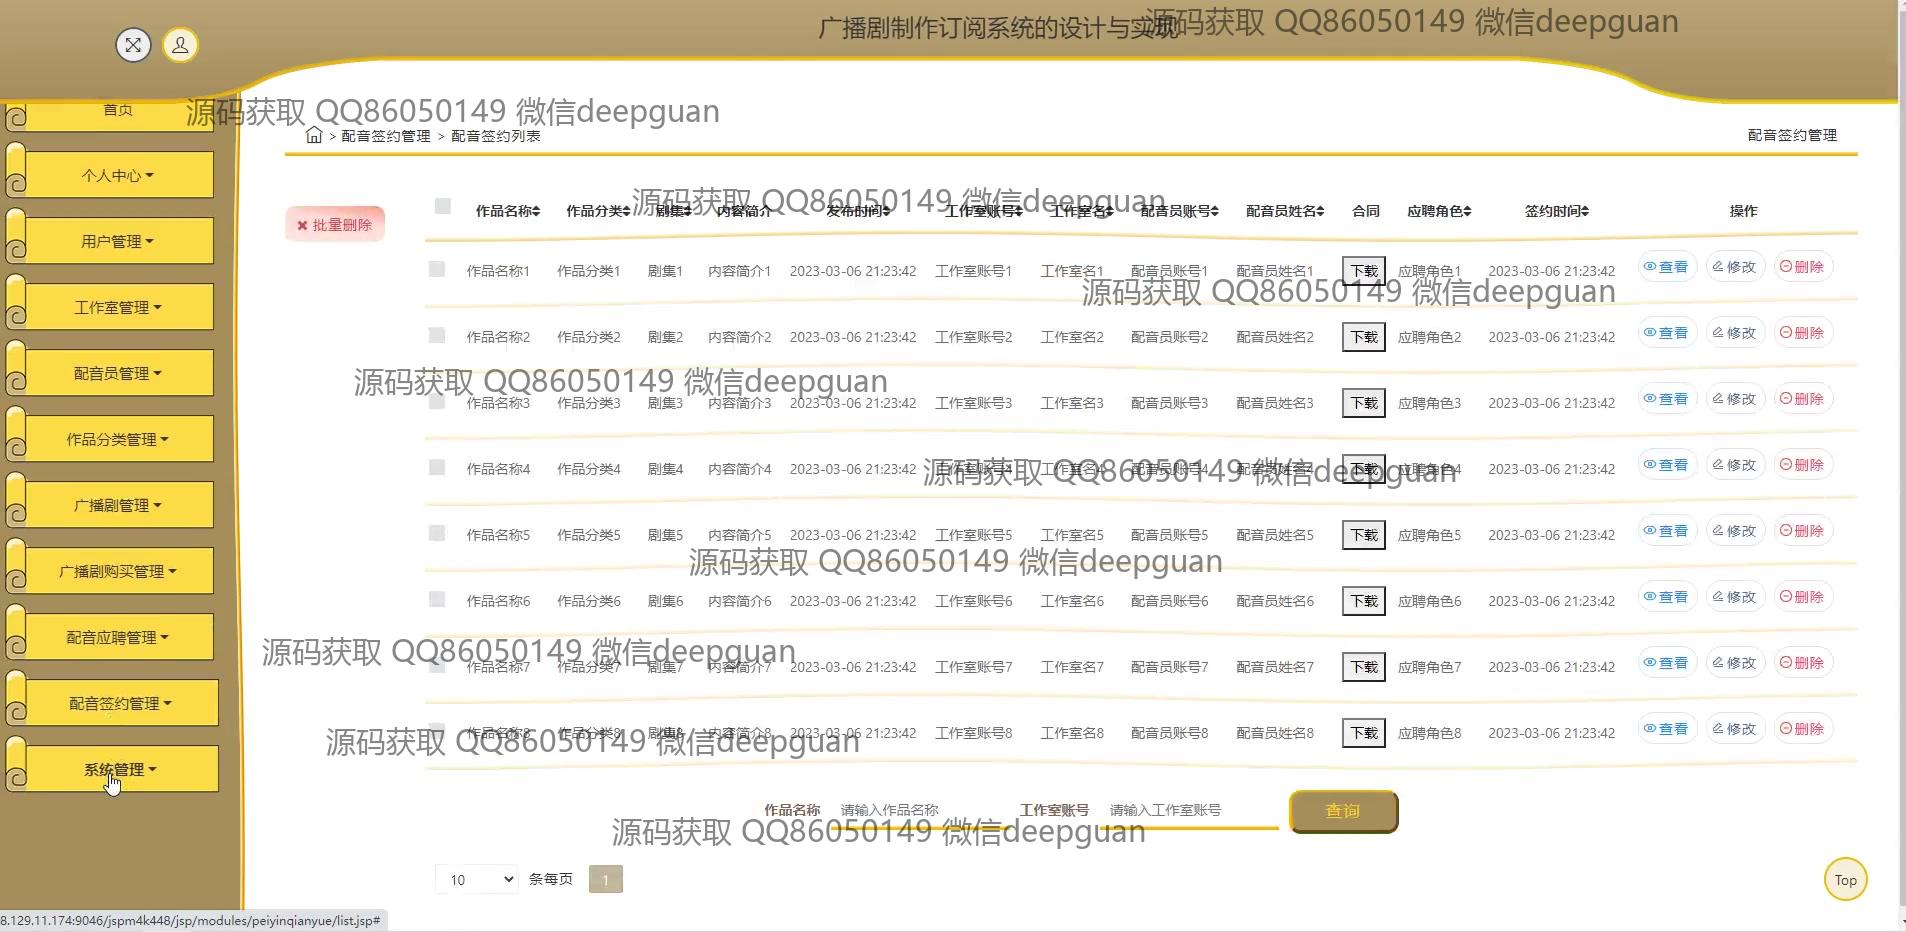 广播剧制作订阅系统的设计与实现
源码获取 QQ86050149 微信deepguan
首页
源码获取 QQ86050149 微信deepguan
> 配音签约管理 > 配音签约列表
配音签约管理
个人中心
用户管理
工作室管理
配音员管理
作品分类管理
广播剧管理
广播剧购买管理
配音应聘管理
配音签约管理
系统管理
批量删除
源码获取 QQ86050149 微信deepguan
作品名称 作品分类 剧集 内容简介 发布时间 工作室账号 工作室名 配音员账号 配音员姓名 合同 应聘角色 签约时间 操作
作品名称1 作品分类1 剧集1 内容简介1 2023-03-06 21:23:42 工作室账号1 工作室名1 配音员账号1 配音员姓名1 下载 应聘角色1 2023-03-06 21:23:42 查看 修改 删除
源码获取 QQ86050149 微信deepguan
作品名称2 作品分类2 剧集2 内容简介2 2023-03-06 21:23:42 工作室账号2 工作室名2 配音员账号2 配音员姓名2 下载 应聘角色2 2023-03-06 21:23:42 查看 修改 删除
源码获取 QQ86050149 微信deepguan
作品名称3 作品分类3 剧集3 内容简介3 2023-03-06 21:23:42 工作室账号3 工作室名3 配音员账号3 配音员姓名3 下载 应聘角色3 2023-03-06 21:23:42 查看 修改 删除
作品名称4 作品分类4 剧集4 内容简介4 2023-03-06 21:23:42 工作室账号4 工作室名4 配音员账号4 配音员姓名4 下载 应聘角色4 2023-03-06 21:23:42 查看 修改 删除
源码获取 QQ86050149 微信deepguan
作品名称5 作品分类5 剧集5 内容简介5 2023-03-06 21:23:42 工作室账号5 工作室名5 配音员账号5 配音员姓名5 下载 应聘角色5 2023-03-06 21:23:42 查看 修改 删除
源码获取 QQ86050149 微信deepguan
作品名称6 作品分类6 剧集6 内容简介6 2023-03-06 21:23:42 工作室账号6 工作室名6 配音员账号6 配音员姓名6 下载 应聘角色6 2023-03-06 21:23:42 查看 修改 删除
源码获取 QQ86050149 微信deepguan
作品名称7 作品分类7 剧集7 内容简介7 2023-03-06 21:23:42 工作室账号7 工作室名7 配音员账号7 配音员姓名7 下载 应聘角色7 2023-03-06 21:23:42 查看 修改 删除
作品名称8 作品分类8 剧集8 内容简介8 2023-03-06 21:23:42 工作室账号8 工作室名8 配音员账号8 配音员姓名8 下载 应聘角色8 2023-03-06 21:23:42 查看 修改 删除
源码获取 QQ86050149 微信deepguan
作品名称 请输入作品名称 工作室账号 请输入工作室账号 查询
源码获取 QQ86050149 微信deepguan
10 条每页 1
Top
8.129.11.174:9046/jspm4k448/jsp/modules/peiyinqianyue/list.jsp#